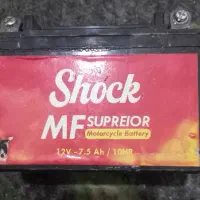 Shock
MF SUPREIOR
Motorcycle Battery
12V - 7.5 Ah / 10HR